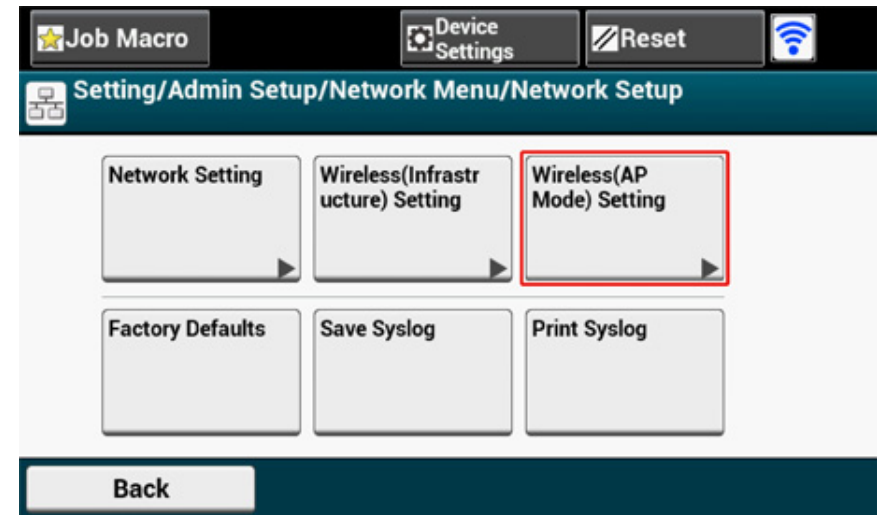 Job Macro
Device
Settings
Reset
Setting/Admin Setup/Network Menu/Network Setup
Network Setting
Wireless(Infrastr
ucture) Setting
Wireless(AP
Mode) Setting
Factory Defaults
Save Syslog
Print Syslog
Back